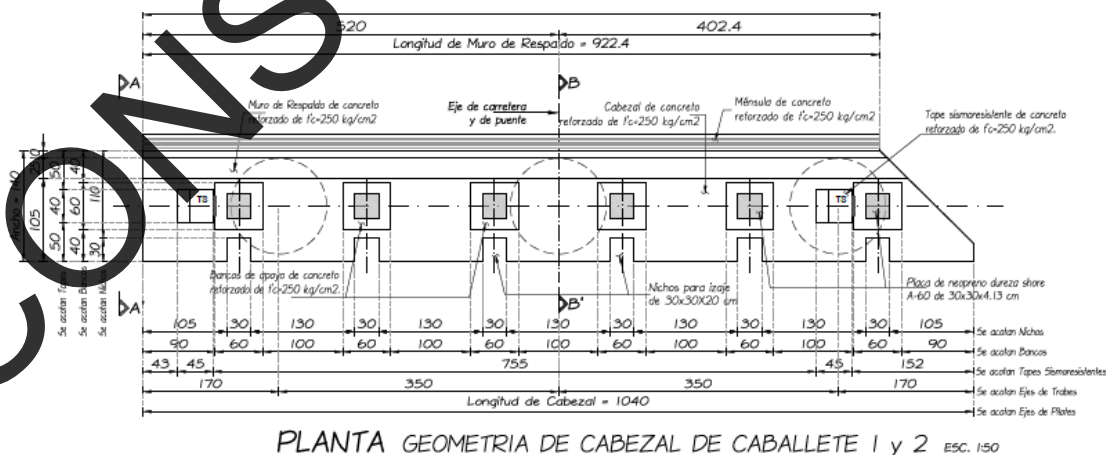 CONS
520
402.4
Longitud de Muro de Respaldo = 922.4
A
B
Muro de Respaldo de concreto
reforzado de f'c=250 kg/cm2
Eje de carretera
y de puente
Cabezal de concreto
reforzado de f'c=250 kg/cm2
Ménsula de concreto
reforzado de f'c=250 kg/cm2
Tope sismoresistente de concreto
reforzado de f'c=250 kg/cm2.
Ancho = 140
105
50
40
50
40
60
40
110
30
TS
TS
Bancos de apoyo de concreto
reforzado de f'c=250 kg/cm2.
Nichos para izaje
de 30x30X20 cm
Placa de neopreno dureza shore
A-60 de 30x30x4.13 cm
Se acotan Topes
Se acotan Bancos
Se acotan Nichos
A'
B'
105 30 130 30 130 30 130 30 130 30 130 30 105 Se acotan Nichos
90 60 100 60 100 60 100 60 100 60 100 60 90 Se acotan Bancos
43 45 755 45 152 Se acotan Topes Sismoresistentes
170 350 350 170 Se acotan Ejes de Trabes
Longitud de Cabezal = 1040
Se acotan Ejes de Pilotes
PLANTA GEOMETRIA DE CABEZAL DE CABALLETE 1 y 2 ESC. 1:50